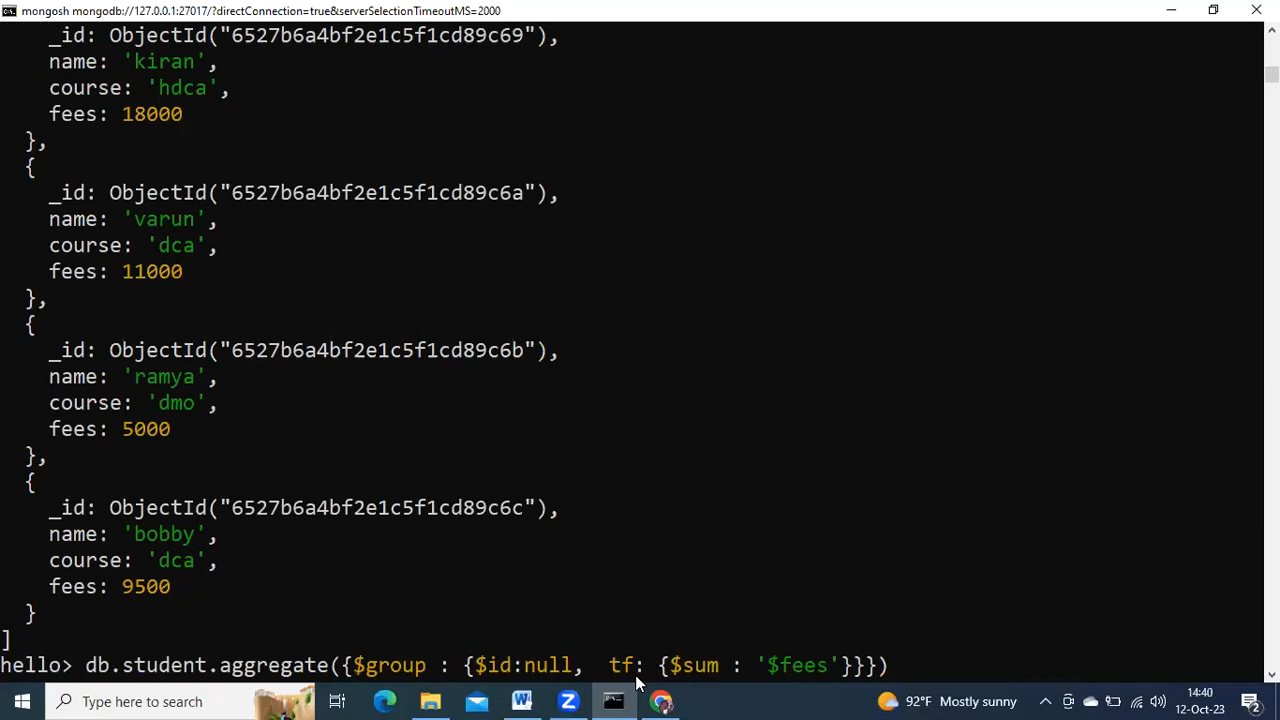 mongosh mongodb://127.0.0.1:27017/?directConnection=true&serverSelectionTimeoutMS=2000
_id: ObjectId("6527b6a4bf2e1c5f1cd89c69"),
name: 'kiran',
course: 'hdca',
fees: 18000
},
{
_id: ObjectId("6527b6a4bf2e1c5f1cd89c6a"),
name: 'varun',
course: 'dca',
fees: 11000
},
{
_id: ObjectId("6527b6a4bf2e1c5f1cd89c6b"),
name: 'ramya',
course: 'dmo',
fees: 5000
},
{
_id: ObjectId("6527b6a4bf2e1c5f1cd89c6c"),
name: 'bobby',
course: 'dca',
fees: 9500
}
]
hello> db.student.aggregate({$group : {$id:null,  tf: {$sum : '$fees'}}})
Type here to search
92°F Mostly sunny
14:40
12-Oct-23
2